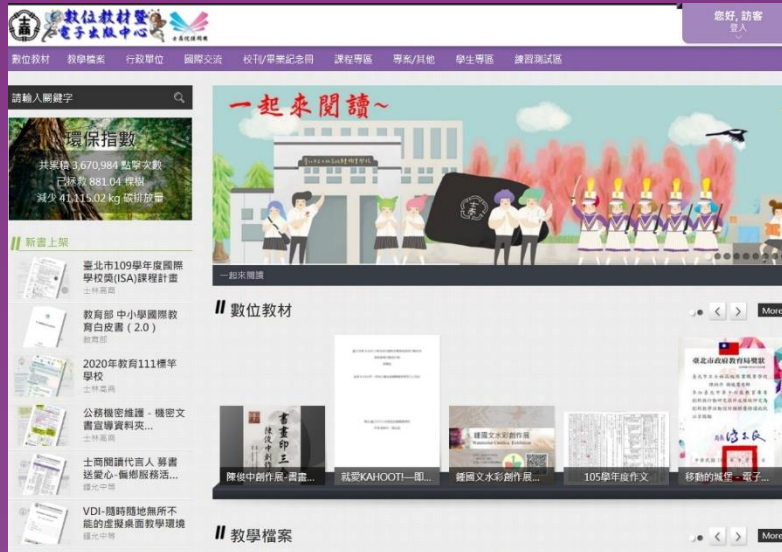 數位教材暨
電子出版中心
您好, 訪客
登入
數位教材 教學檔案 行政單位 國際交流 校刊/畢業紀念冊 課程專區 專案/其他 學生專區 練習測試區
請輸入關鍵字
環保指數
共累積 3,670,984 點擊次數
已拯救 881.04 棵樹
減少 41,115.02 kg 碳排放量
新書上架
臺北市109學年度國際
學校獎(ISA)課程計畫
士林高商
教育部 中小學國際教
育白皮書 ( 2.0 )
教育部
2020年教育111標竿
學校
士林高商
公務機密維護 - 機密文
書宣導資料夾...
士林高商
士商閱讀代言人 募書
送愛心-偏鄉服務活...
VDI-隨時隨地無所不
能的虛擬桌面教學環境
一起來閱讀~
一起來閱讀
數位教材
More
書畫印三
陳俊中創作展-書畫...
就愛KAHOOT!—即...
鍾國文水彩創作展
鍾國文水彩創作展...
105學年度作文
臺北市政府教育局獎狀
移動的城堡 - 電子...
教學檔案
More